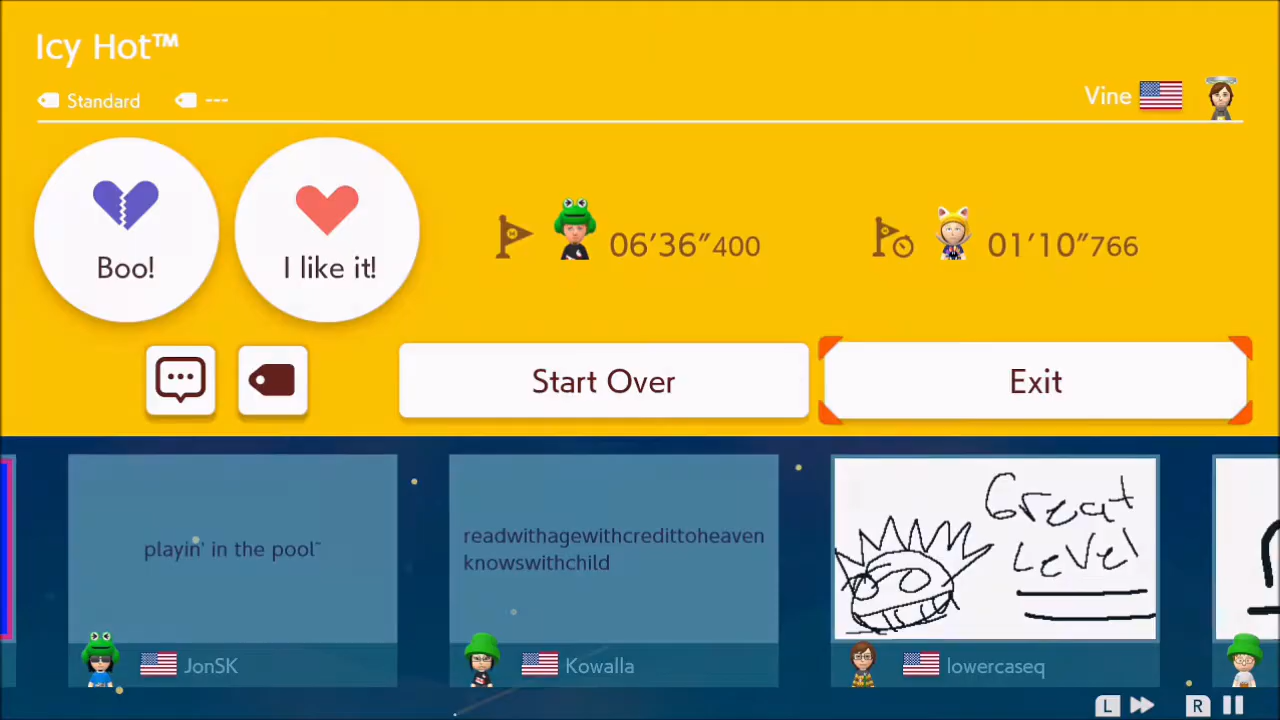 Icy Hot™
Standard
---
Vine
Boo!
I like it!
06'36"400
01'10"766
Start Over
Exit
playin' in the pool~
readwithagewithcredittoheaven
knowswithchild
Great
Level
JonSK
Kowalla
lowercaseq
L
R